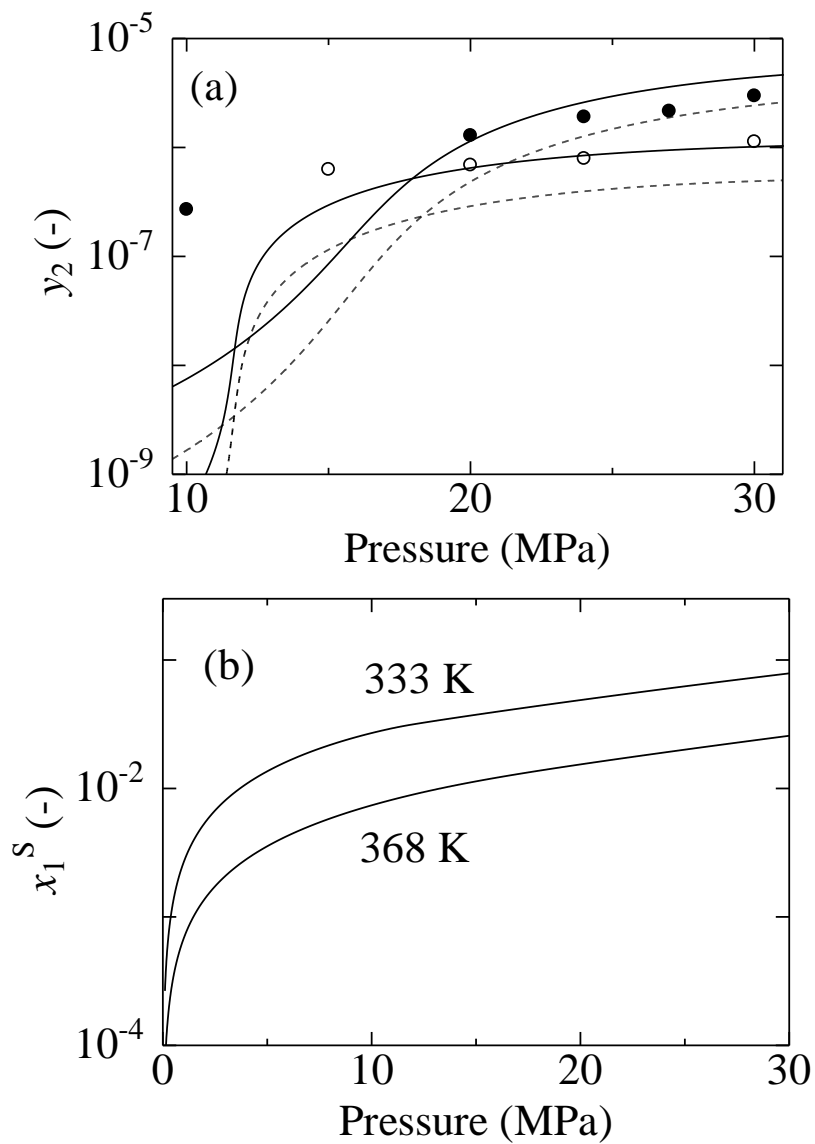 (a)
10⁻⁵
10⁻⁷
10⁻⁹
y₂ (-)
10 20 30
Pressure (MPa)
(b)
333 K
368 K
10⁻²
10⁻⁴
x₁ˢ (-)
0 10 20 30
Pressure (MPa)